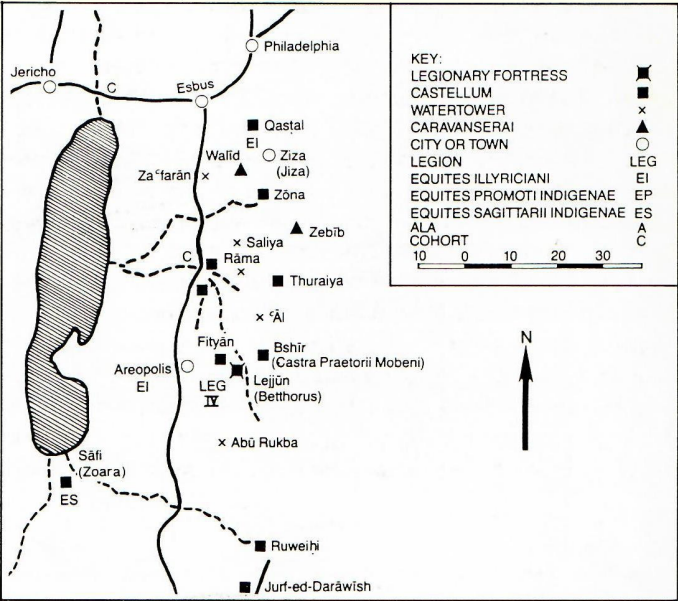 Philadelphia
Jericho
C
Esbus
Qasṭal
EI
Walīd
Ziza
(Jiza)
Zaᶜfarān
Zōna
Zebīb
Saliya
C
Rāma
Thuraiya
ᶜĀl
Fityān
Bshīr
(Castra Praetorii Mobeni)
Areopolis
EI
LEG
IV
Lejjūn
(Betthorus)
Abū Rukba
Sāfi
(Zoara)
ES
Ruweihi
Jurf-ed-Darāwīsh
KEY:
LEGIONARY FORTRESS
CASTELLUM
WATERTOWER
CARAVANSERAI
CITY OR TOWN
LEGION LEG
EQUITES ILLYRICIANI EI
EQUITES PROMOTI INDIGENAE EP
EQUITES SAGITTARII INDIGENAE ES
ALA A
COHORT C
10 0 10 20 30
N